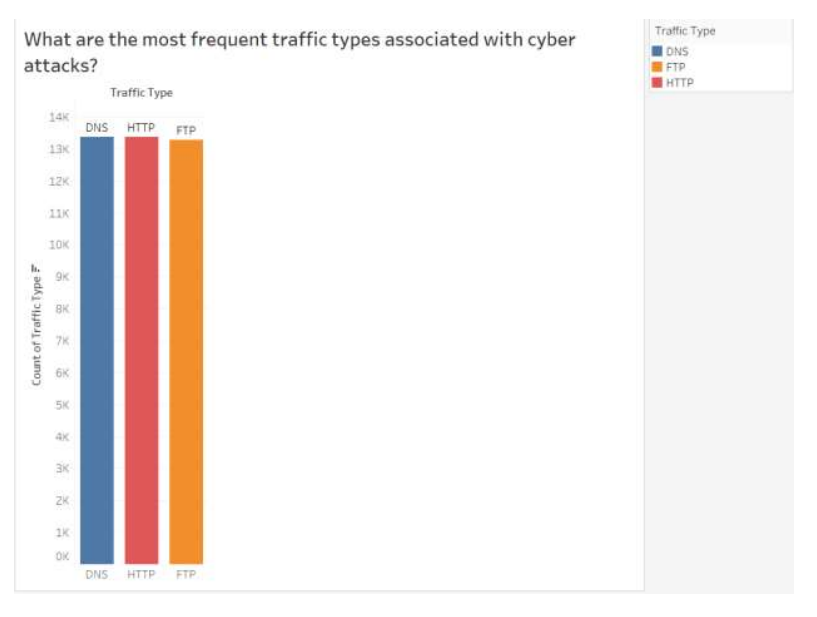 What are the most frequent traffic types associated with cyber
attacks?
Traffic Type
14K
DNS HTTP FTP
13K
12K
11K
10K
9K
8K
7K
6K
5K
4K
3K
2K
1K
0K
Count of Traffic Type
DNS HTTP FTP
Traffic Type
DNS
FTP
HTTP